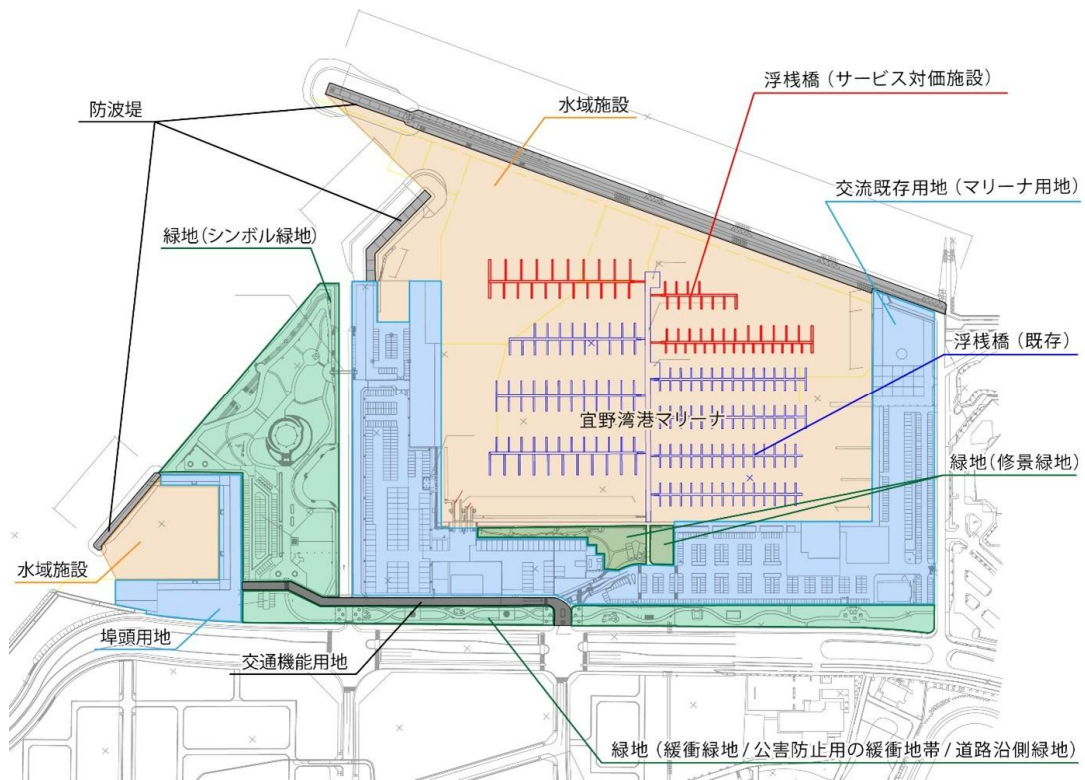 浮桟橋（サービス対価施設）
防波堤
水域施設
交流既存用地（マリーナ用地）
緑地（シンボル緑地）
浮桟橋（既存）
宜野湾港マリーナ
緑地（修景緑地）
水域施設
埠頭用地
交通機能用地
緑地（緩衝緑地/公害防止用の緩衝地帯/道路沿側緑地）